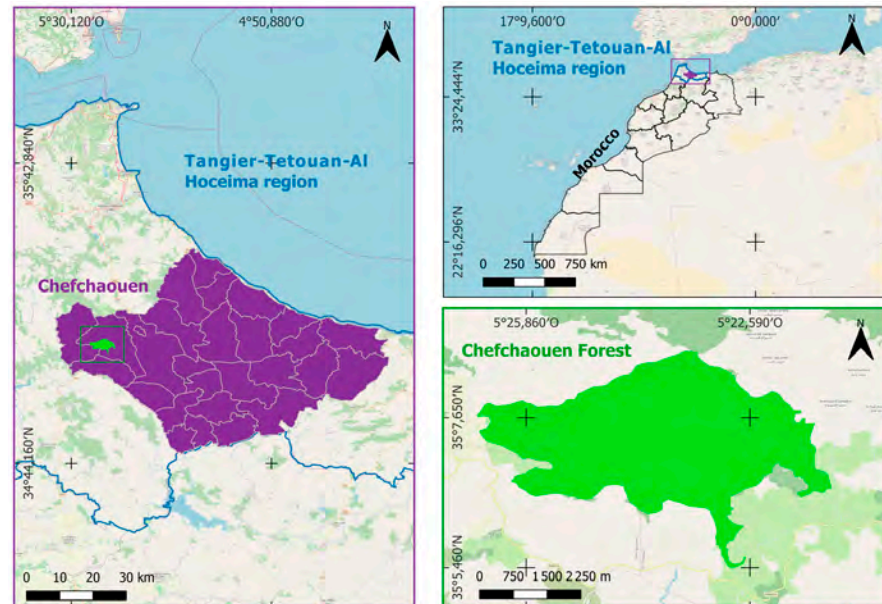 5°30,120'O
4°50,880'O
N
35°42,840'N
Tangier-Tetouan-Al
Hoceima region
Chefchaouen
34°44,160'N
0 10 20 30 km
17°9,660'O
0°0,000'
N
Tangier-Tetouan-Al
Hoceima region
33°24,444'N
Morocco
22°16,296'N
0 250 500 750 km
5°25,860'O
5°22,590'O
N
Chefchaouen Forest
35°7,650'N
35°5,460'N
0 750 1 500 2 250 m